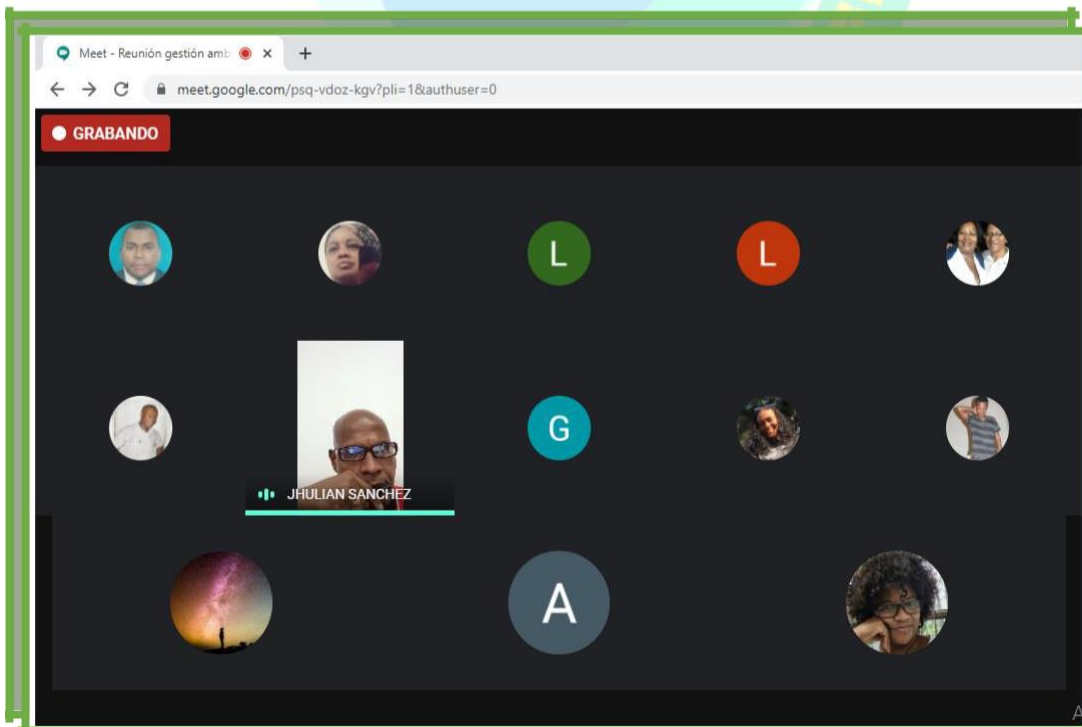 Meet - Reunión gestión amb
meet.google.com/psq-vdoz-kgv?pli=1&authuser=0
GRABANDO
L
L
G
JHULIAN SANCHEZ
A
A